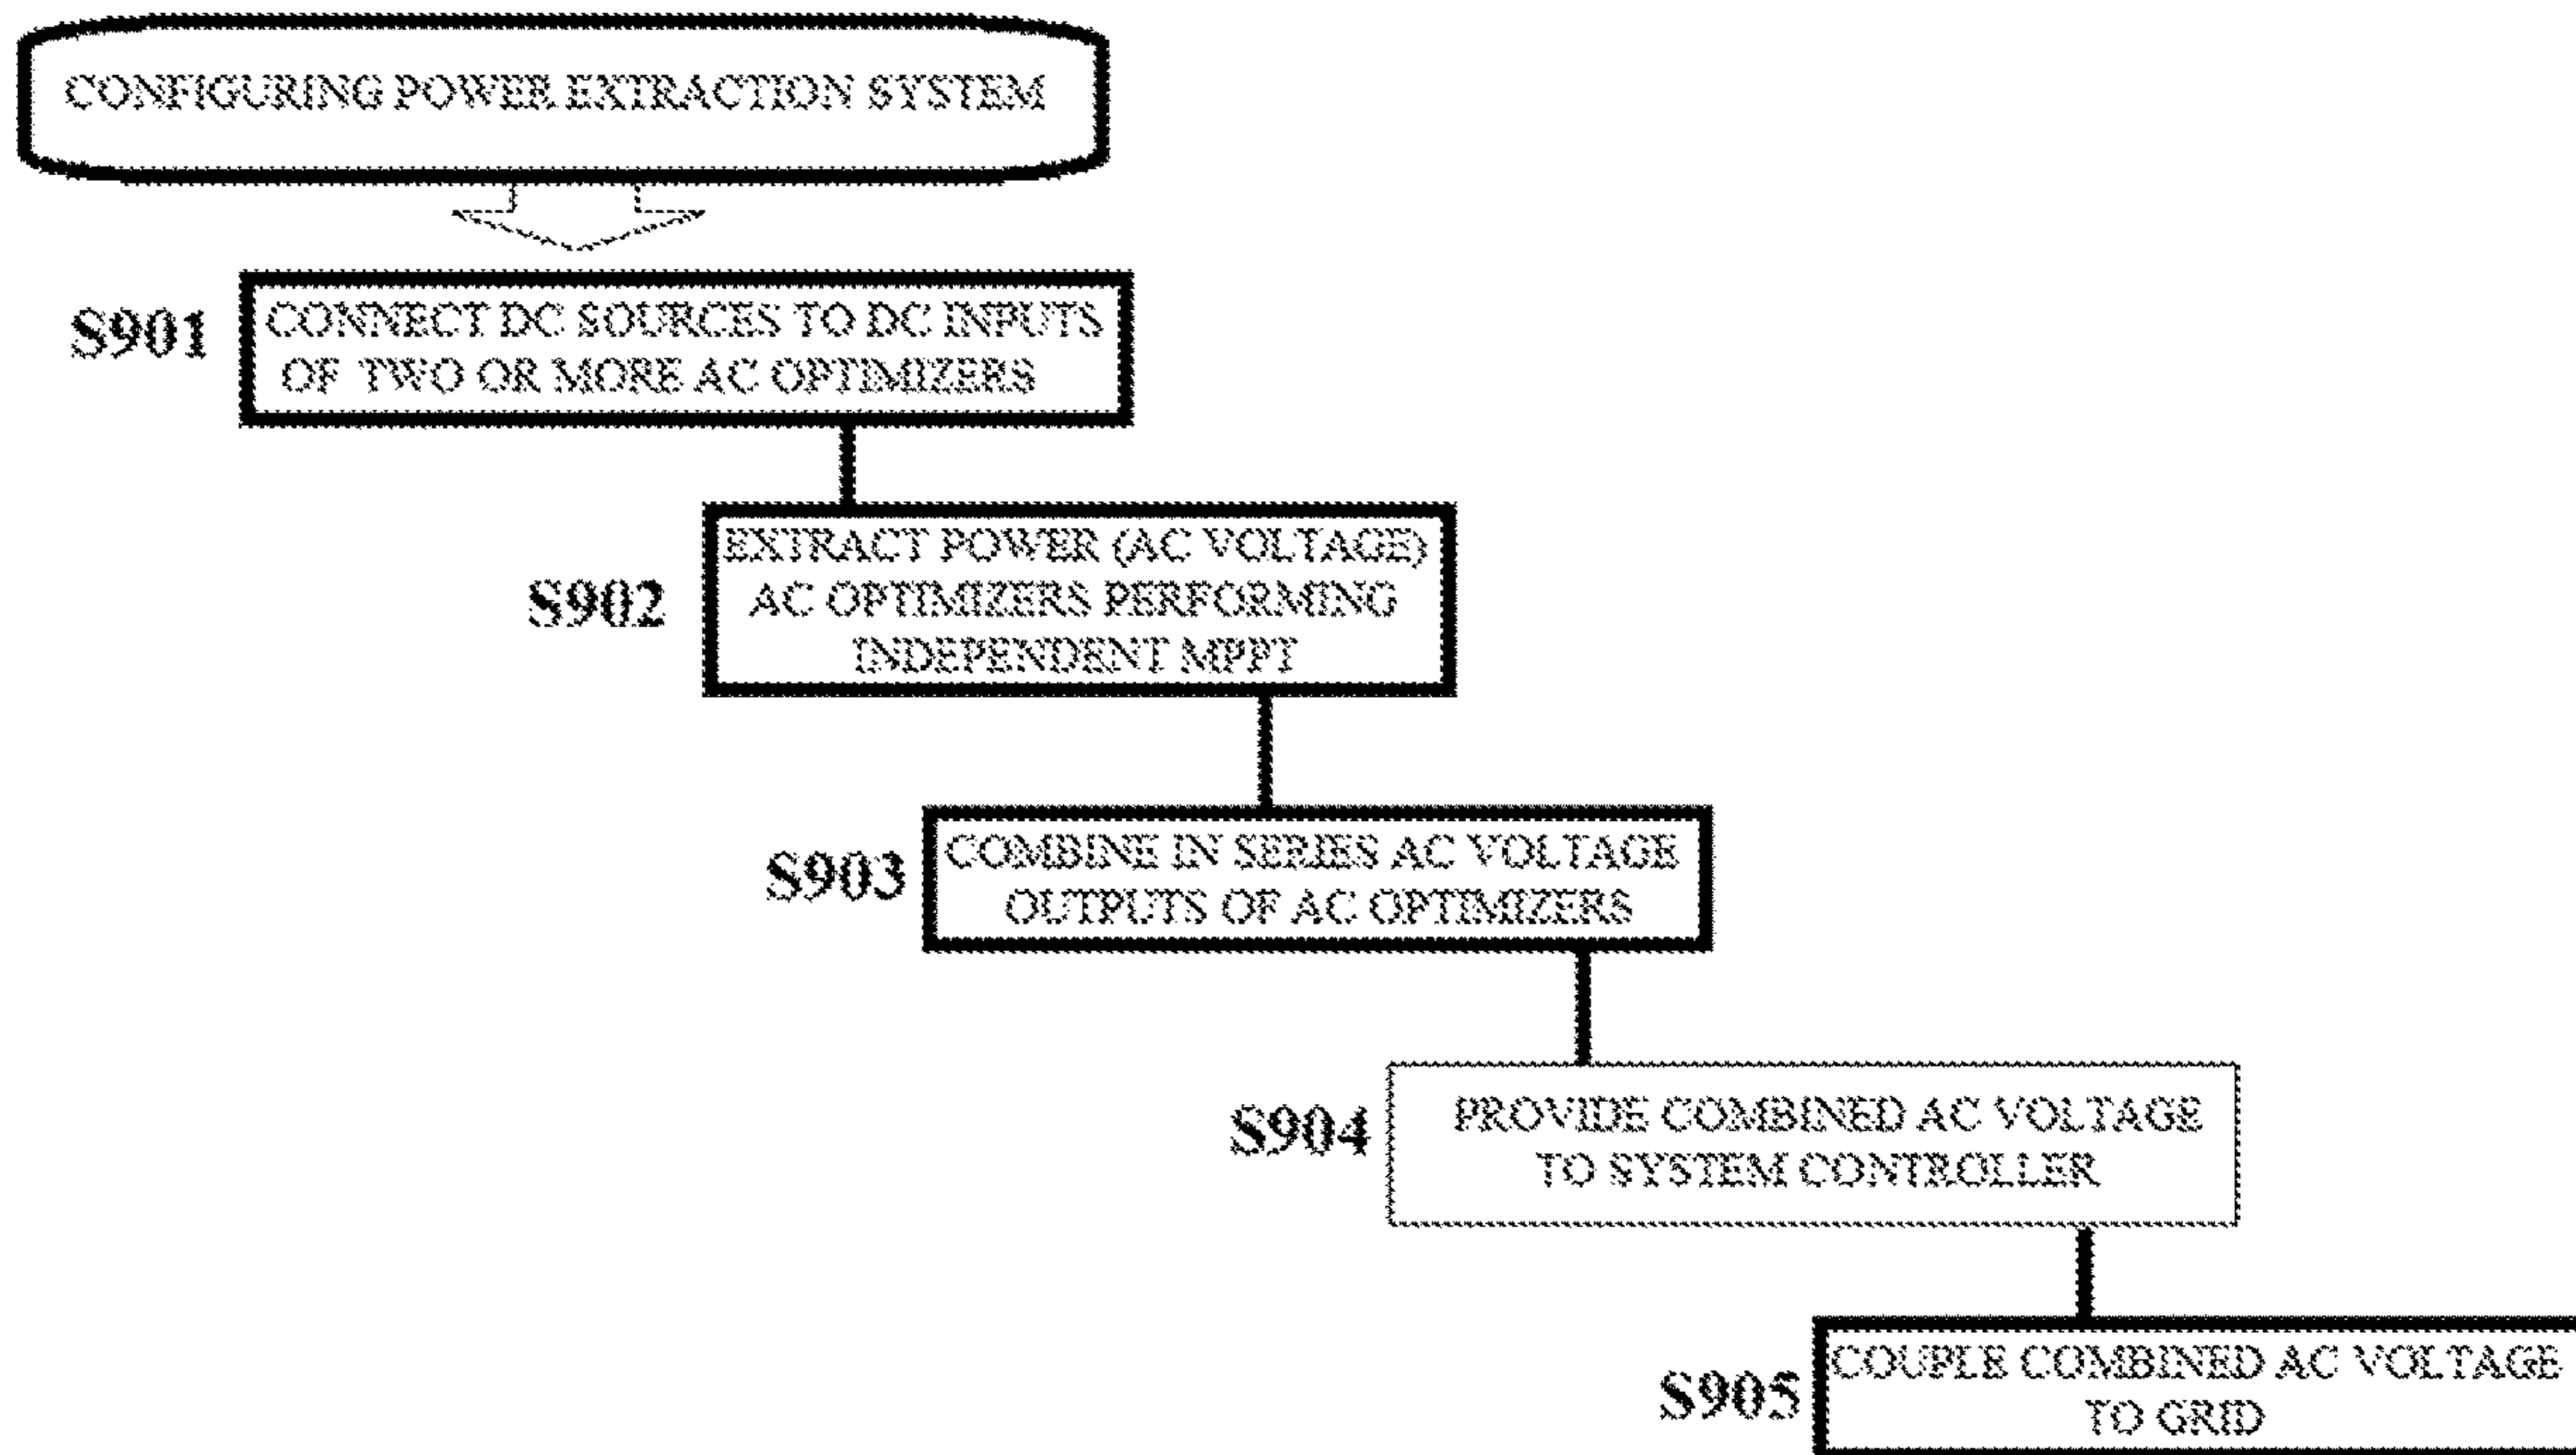 CONFIGURING POWER EXTRACTION SYSTEM
S901
CONNECT DC SOURCES TO DC INPUTS
OF TWO OR MORE AC OPTIMIZERS
S902
EXTRACT POWER (AC VOLTAGE)
AC OPTIMIZERS PERFORMING
INDEPENDENT MPPT
S903
COMBINE IN SERIES AC VOLTAGE
OUTPUTS OF AC OPTIMIZERS
S904
PROVIDE COMBINED AC VOLTAGE
TO SYSTEM CONTROLLER
S905
COUPLE COMBINED AC VOLTAGE
TO GRID